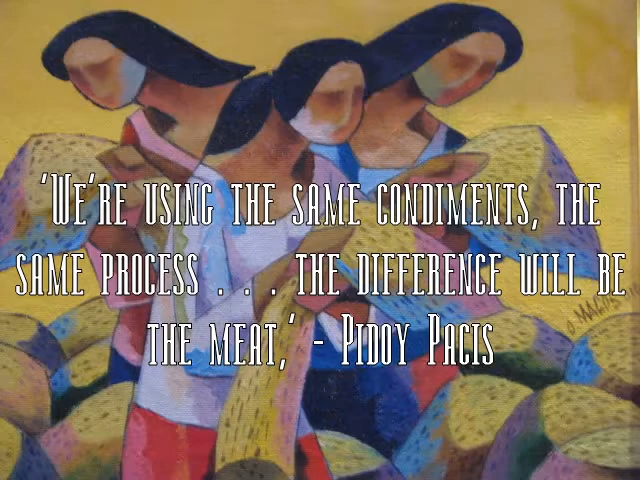 'We're using the same condiments, the
same process . . . the difference will be
the meat,' - Pidoy Pacis